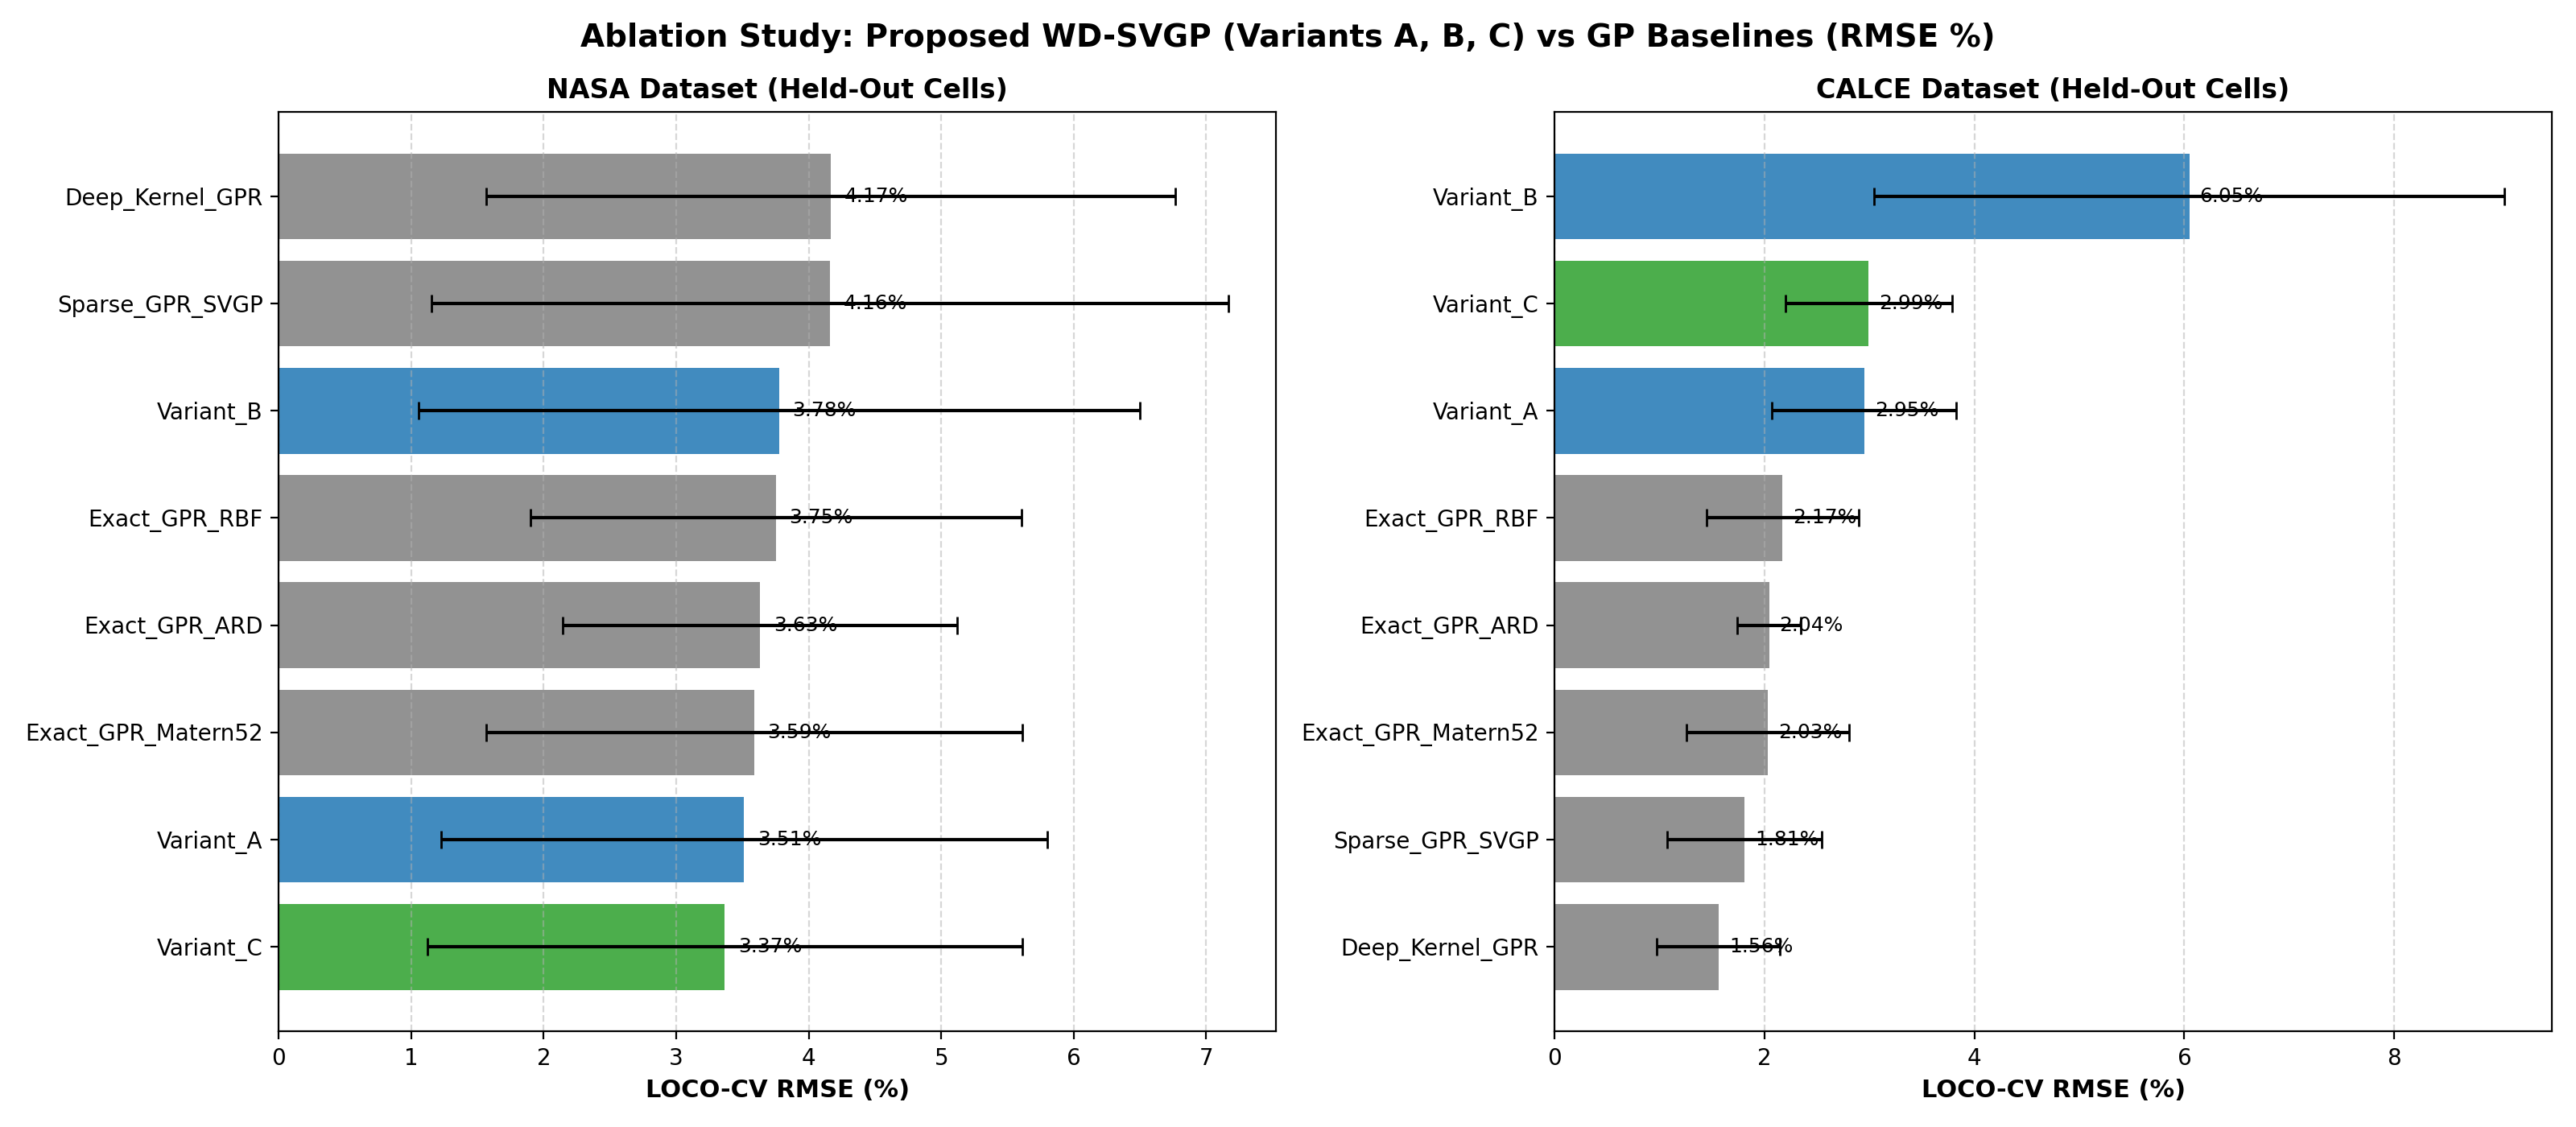 Ablation Study: Proposed WD-SVGP (Variants A, B, C) vs GP Baselines (RMSE %)
NASA Dataset (Held-Out Cells)
Deep_Kernel_GPR
4.17%
Sparse_GPR_SVGP
4.16%
Variant_B
3.78%
Exact_GPR_RBF
3.75%
Exact_GPR_ARD
3.63%
Exact_GPR_Matern52
3.59%
Variant_A
3.51%
Variant_C
3.37%
0 1 2 3 4 5 6 7
LOCO-CV RMSE (%)
CALCE Dataset (Held-Out Cells)
Variant_B
6.05%
Variant_C
2.99%
Variant_A
2.95%
Exact_GPR_RBF
2.17%
Exact_GPR_ARD
2.04%
Exact_GPR_Matern52
2.03%
Sparse_GPR_SVGP
1.81%
Deep_Kernel_GPR
1.56%
0 2 4 6 8
LOCO-CV RMSE (%)